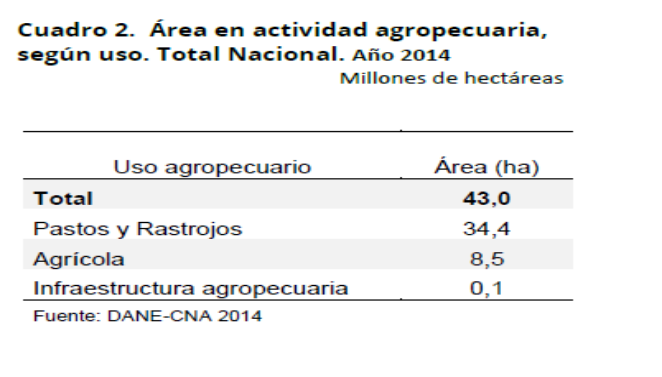 Cuadro 2. Área en actividad agropecuaria,
según uso. Total Nacional. Año 2014
Millones de hectáreas
Uso agropecuario Área (ha)
Total 43,0
Pastos y Rastrojos 34,4
Agrícola 8,5
Infraestructura agropecuaria 0,1
Fuente: DANE-CNA 2014